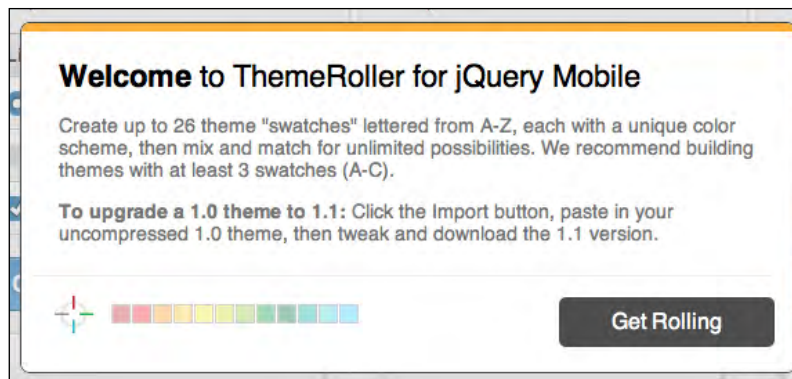 Welcome to ThemeRoller for jQuery Mobile
Create up to 26 theme "swatches" lettered from A-Z, each with a unique color
scheme, then mix and match for unlimited possibilities. We recommend building
themes with at least 3 swatches (A-C).
To upgrade a 1.0 theme to 1.1: Click the Import button, paste in your
uncompressed 1.0 theme, then tweak and download the 1.1 version.
Get Rolling